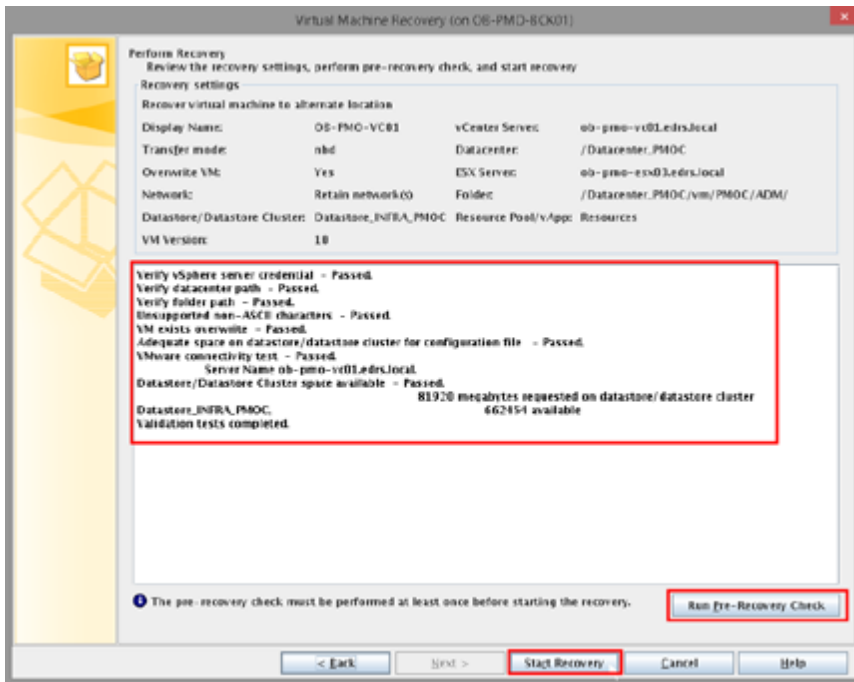 Virtual Machine Recovery (on OB-PMO-BCK01)
Perform Recovery
Review the recovery settings, perform pre-recovery check, and start recovery
Recovery settings
Recover virtual machine to alternate location
Display Name: OB-PMO-VC01 vCenter Server: ob-pmo-vc01.edrs.local
Transfer mode: nbd Datacenter: /Datacenter_PMOC
Overwrite VM: Yes ESX Server: ob-pmo-esx03.edrs.local
Network: Retain network(s) Folder: /Datacenter_PMOC/vm/PMOC/ADM/
Datastore/Datastore Cluster: Datastore_INFRA_PMOC Resource Pool/vApp: Resources
VM Version: 10
Verify vSphere server credential - Passed.
Verify datacenter path - Passed.
Verify folder path - Passed.
Unsupported non-ASCII characters - Passed.
VM exists overwrite - Passed.
Adequate space on datastore/datastore cluster for configuration file - Passed.
VMware connectivity test - Passed.
Server Name ob-pmo-vc01.edrs.local.
Datastore/Datastore Cluster space available - Passed.
81920 megabytes requested on datastore/datastore cluster
Datastore_INFRA_PMOC, 662454 available
Validation tests completed.
The pre-recovery check must be performed at least once before starting the recovery.
Run Pre-Recovery Check
< Back Next > Start Recovery Cancel Help